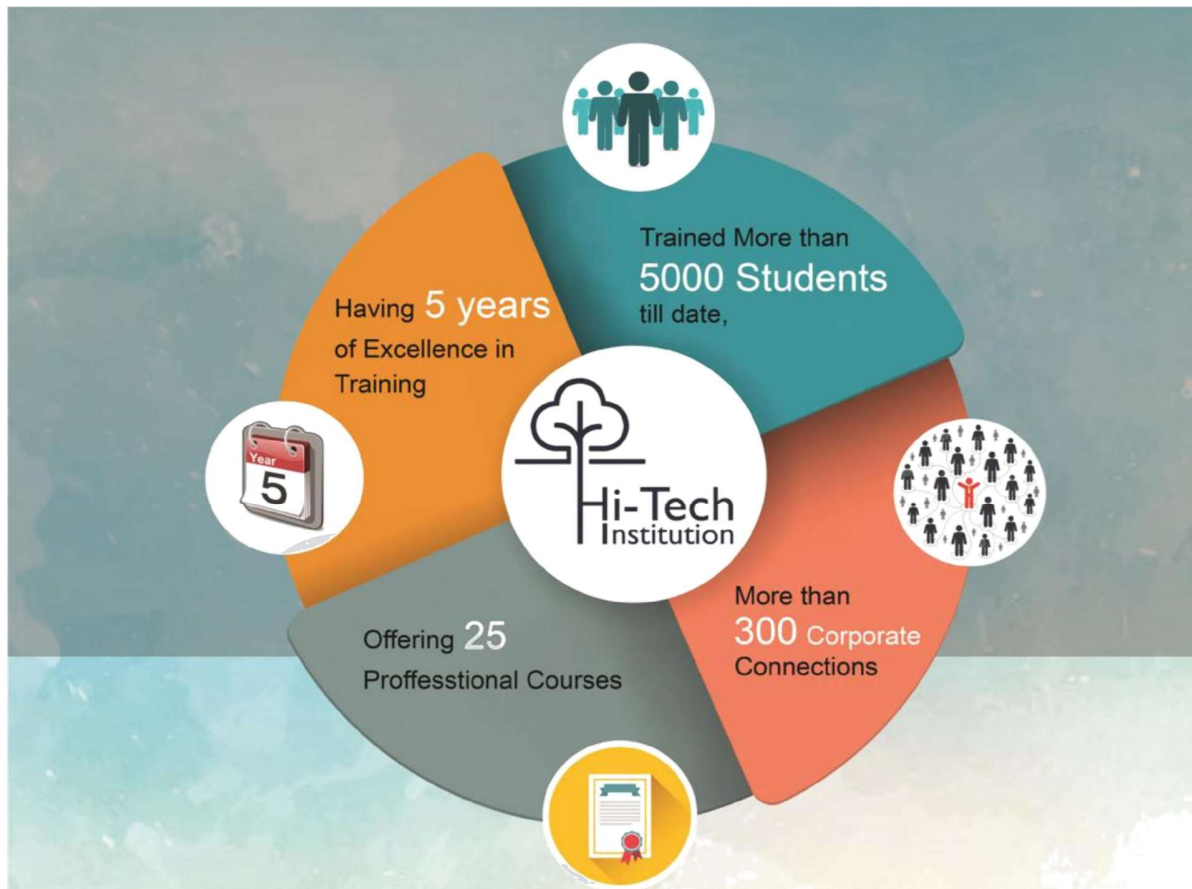 Trained More than
5000 Students
till date,
Having 5 years
of Excellence in
Training
Year
5
Hi-Tech
Institution
More than
300 Corporate
Connections
Offering 25
Proffesstional Courses